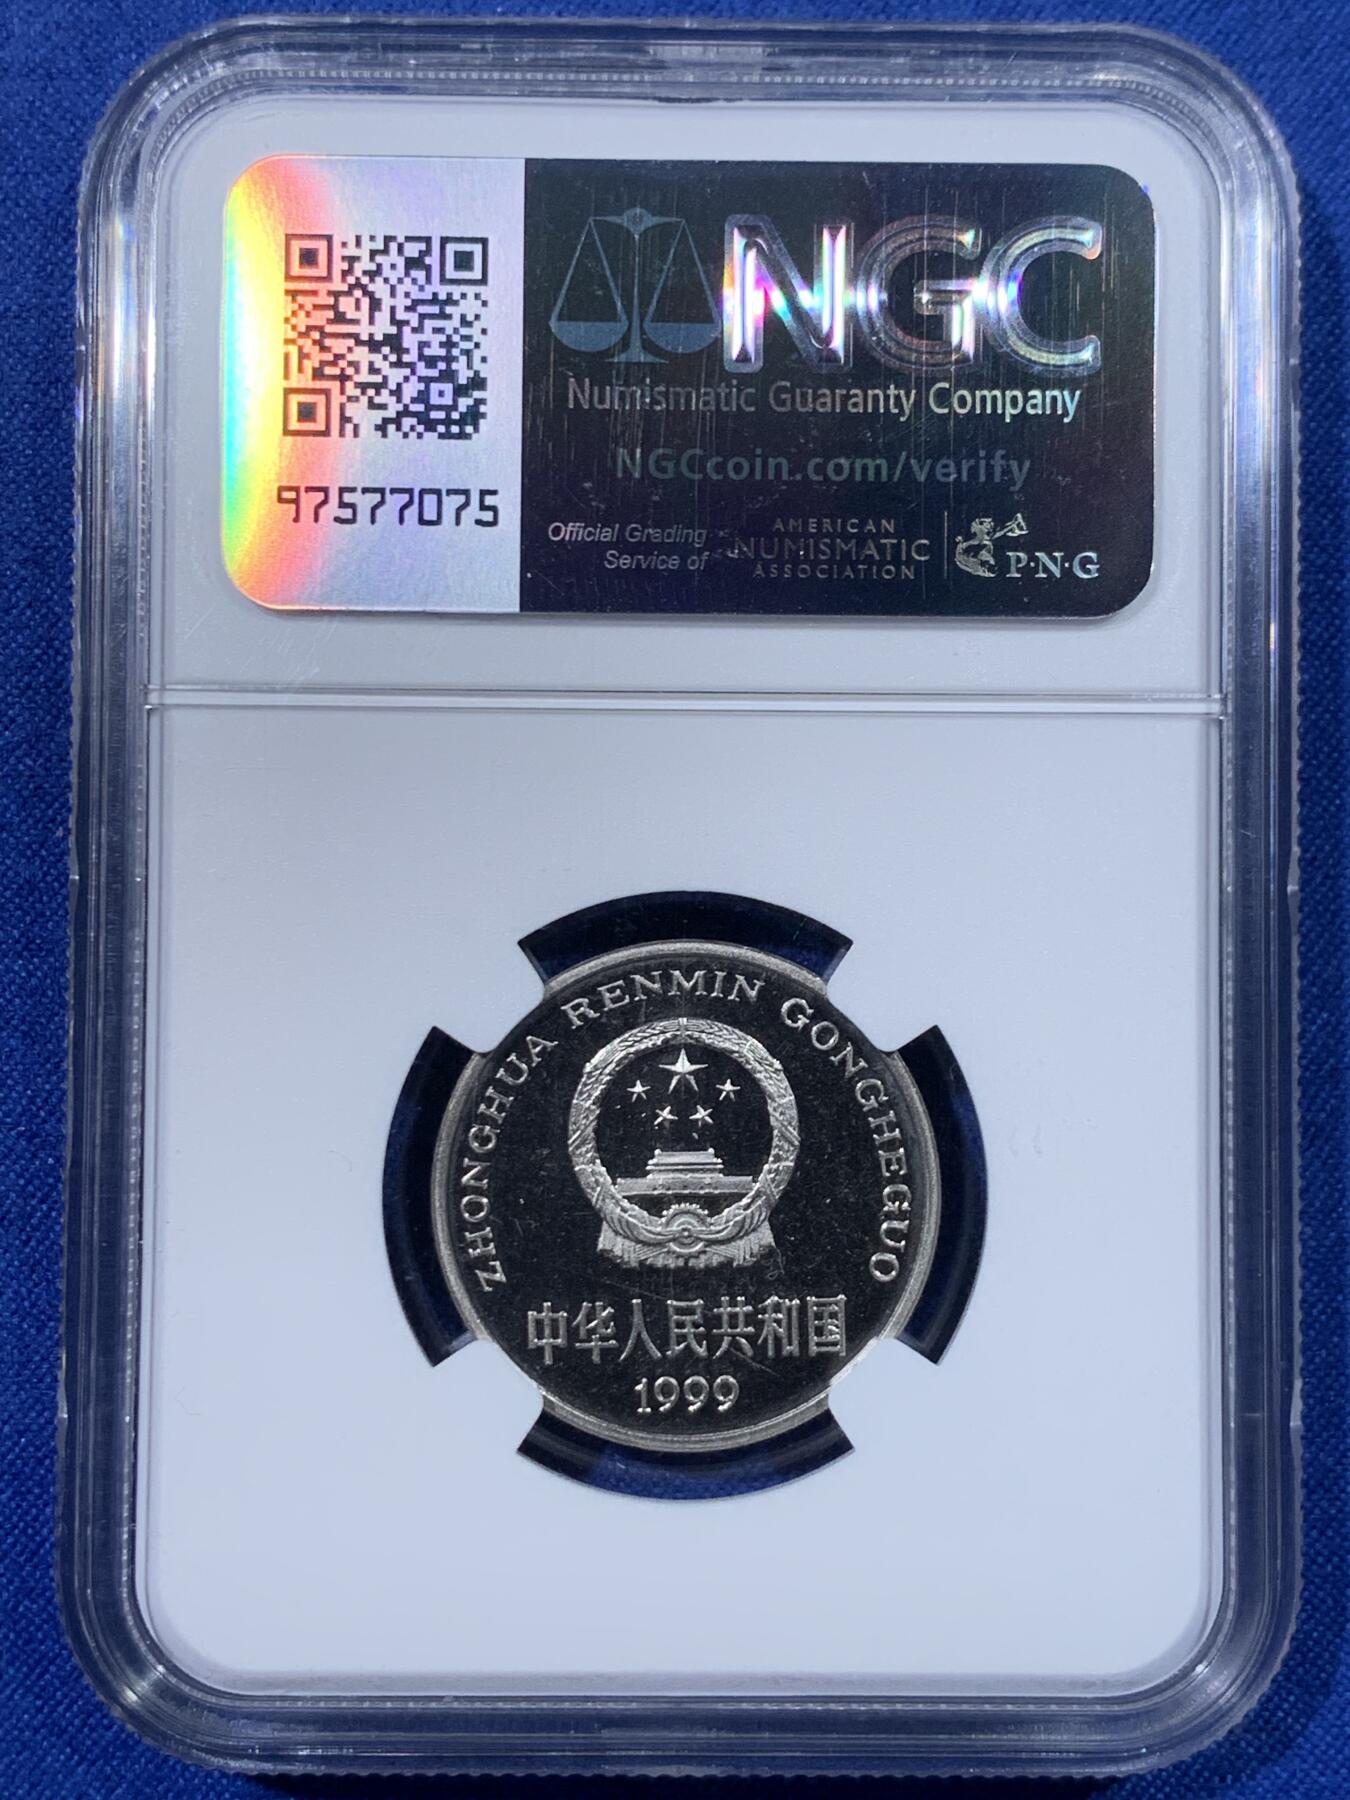 NGC
Numismatic Guaranty Company
NGCcoin.com/verify
97577075
Official Grading
Service of
AMERICAN
NUMISMATIC
ASSOCIATION
P·N·G
ZHONGHUA RENMIN GONGHEGUO
中华人民共和国
1999